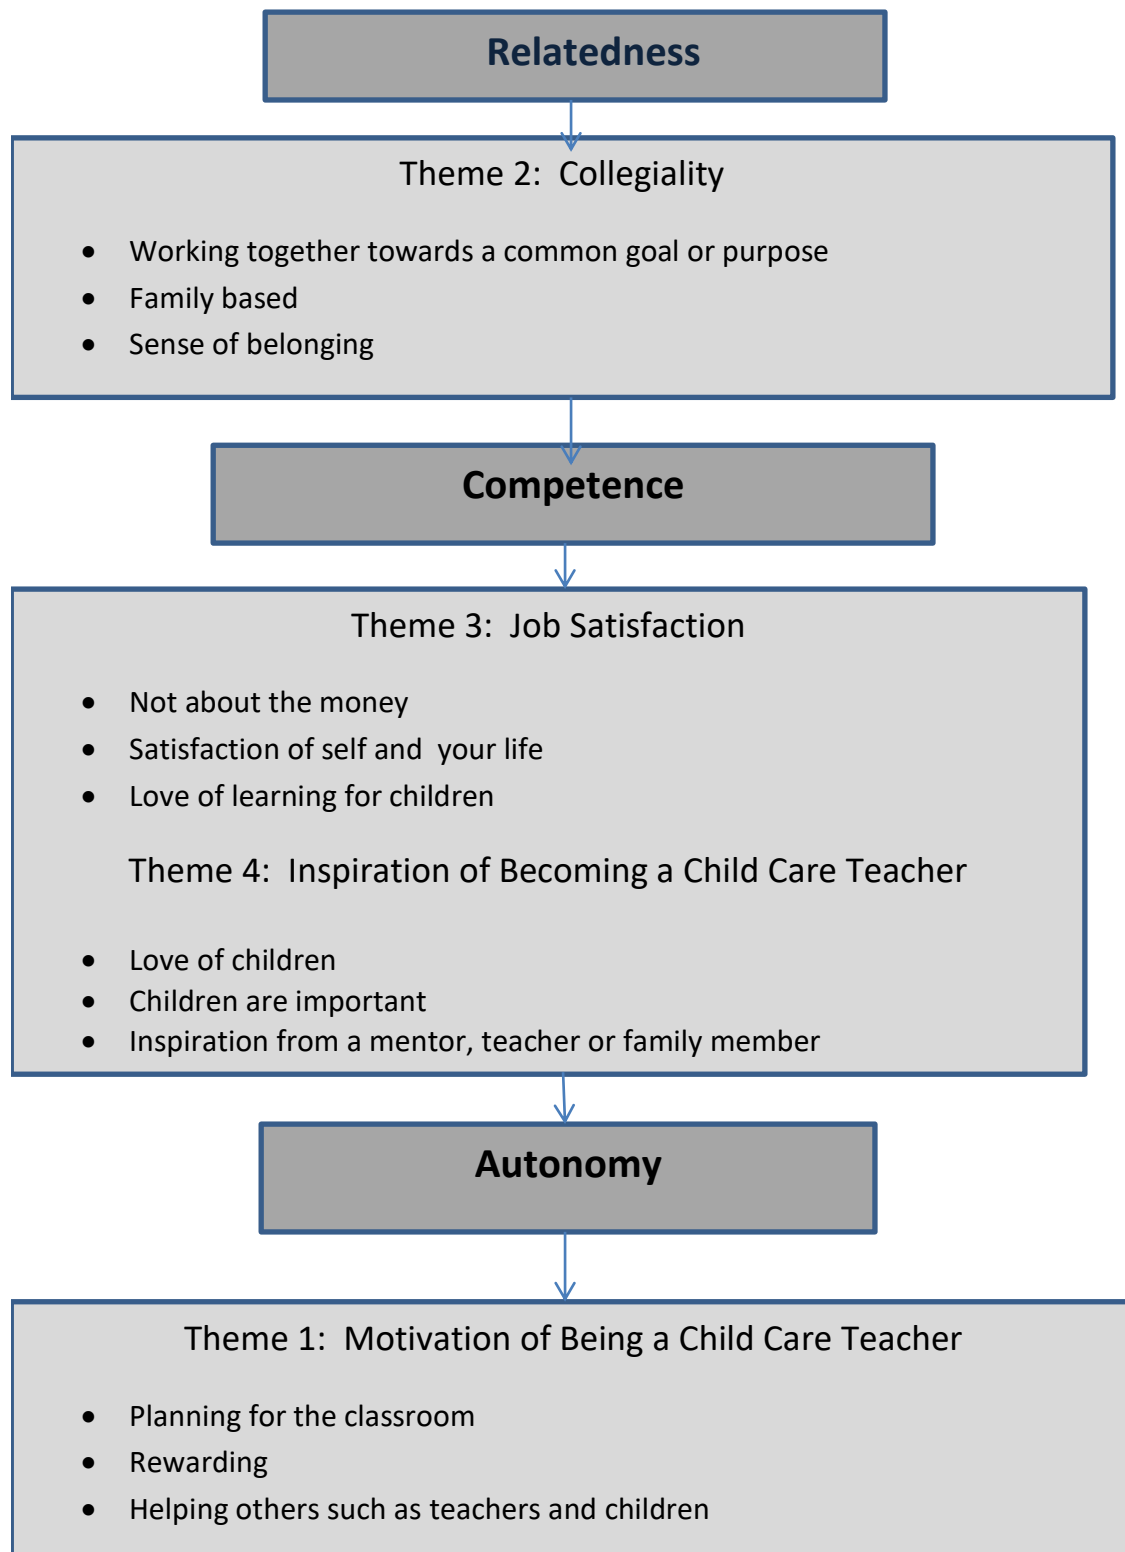 Relatedness
Theme 2:  Collegiality
• Working together towards a common goal or purpose
• Family based
• Sense of belonging
Competence
Theme 3:  Job Satisfaction
• Not about the money
• Satisfaction of self and  your life
• Love of learning for children
Theme 4:  Inspiration of Becoming a Child Care Teacher
• Love of children
• Children are important
• Inspiration from a mentor, teacher or family member
Autonomy
Theme 1:  Motivation of Being a Child Care Teacher
• Planning for the classroom
• Rewarding
• Helping others such as teachers and children